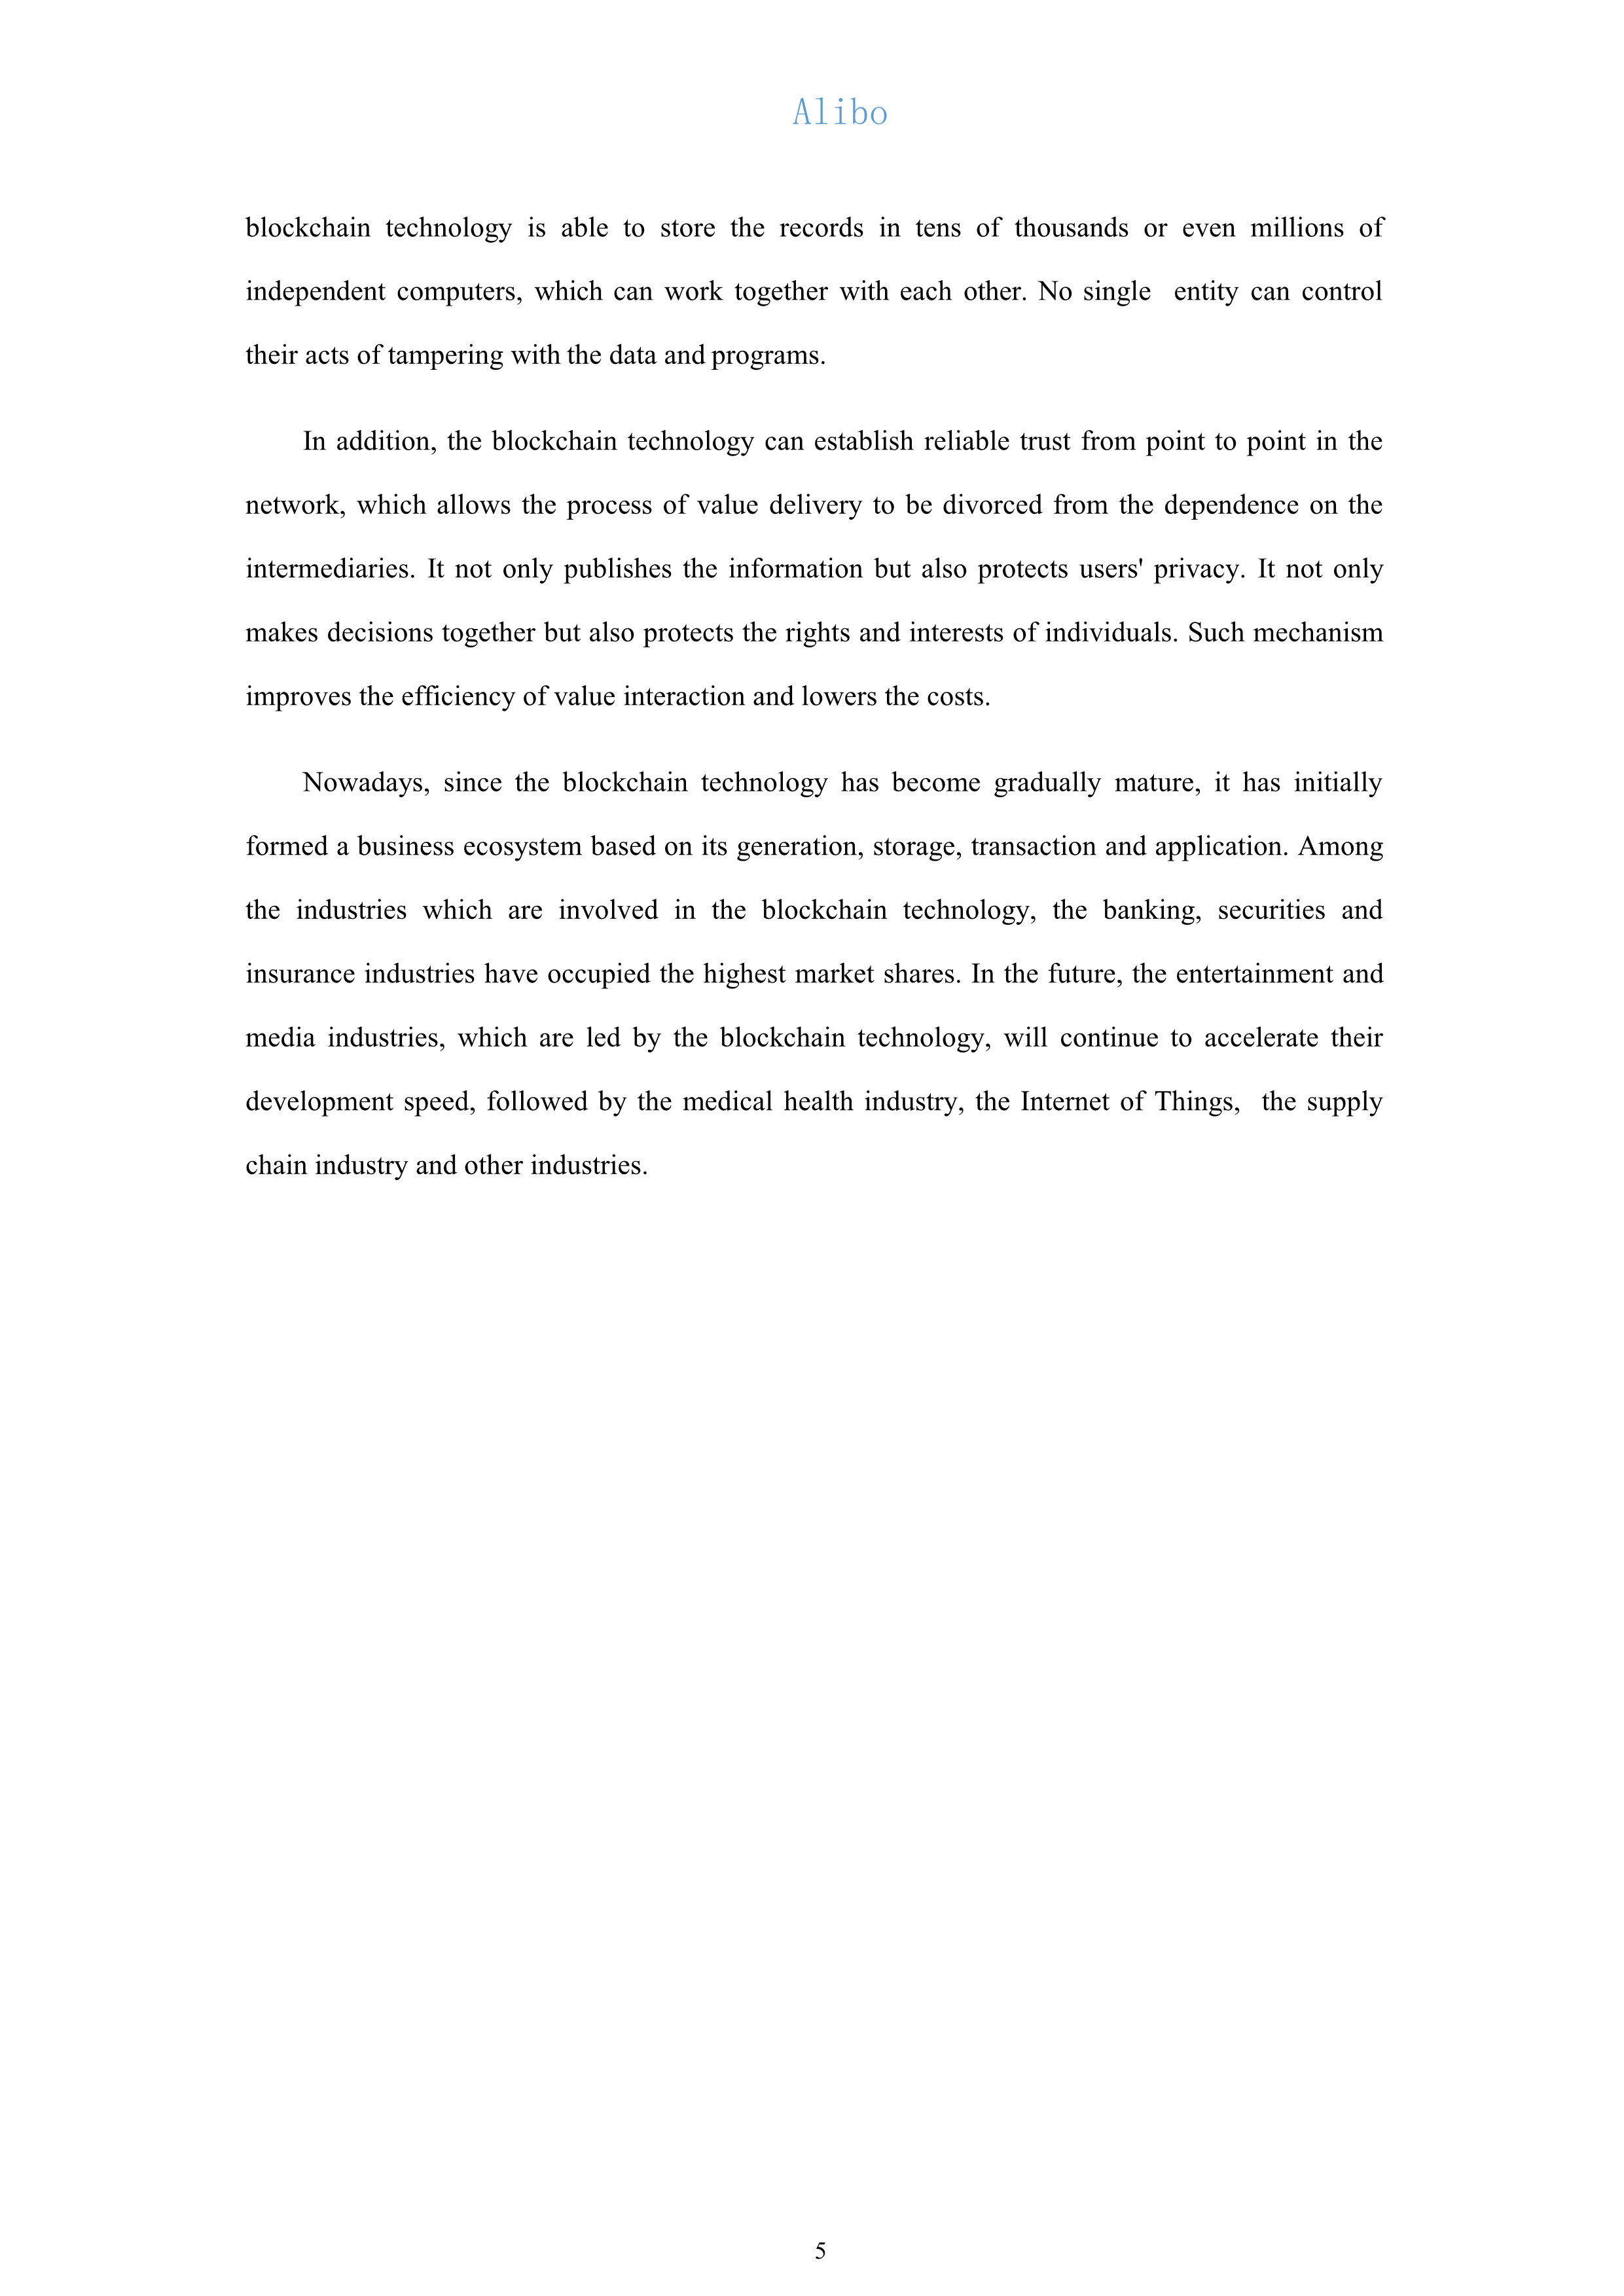 Alibo
blockchain technology is able to store the records in tens of thousands or even millions of
independent computers, which can work together with each other. No single entity can control
their acts of tampering with the data and programs.
In addition, the blockchain technology can establish reliable trust from point to point in the
network, which allows the process of value delivery to be divorced from the dependence on the
intermediaries. It not only publishes the information but also protects users' privacy. It not only
makes decisions together but also protects the rights and interests of individuals. Such mechanism
improves the efficiency of value interaction and lowers the costs.
Nowadays, since the blockchain technology has become gradually mature, it has initially
formed a business ecosystem based on its generation, storage, transaction and application. Among
the industries which are involved in the blockchain technology, the banking, securities and
insurance industries have occupied the highest market shares. In the future, the entertainment and
media industries, which are led by the blockchain technology, will continue to accelerate their
development speed, followed by the medical health industry, the Internet of Things, the supply
chain industry and other industries.
5